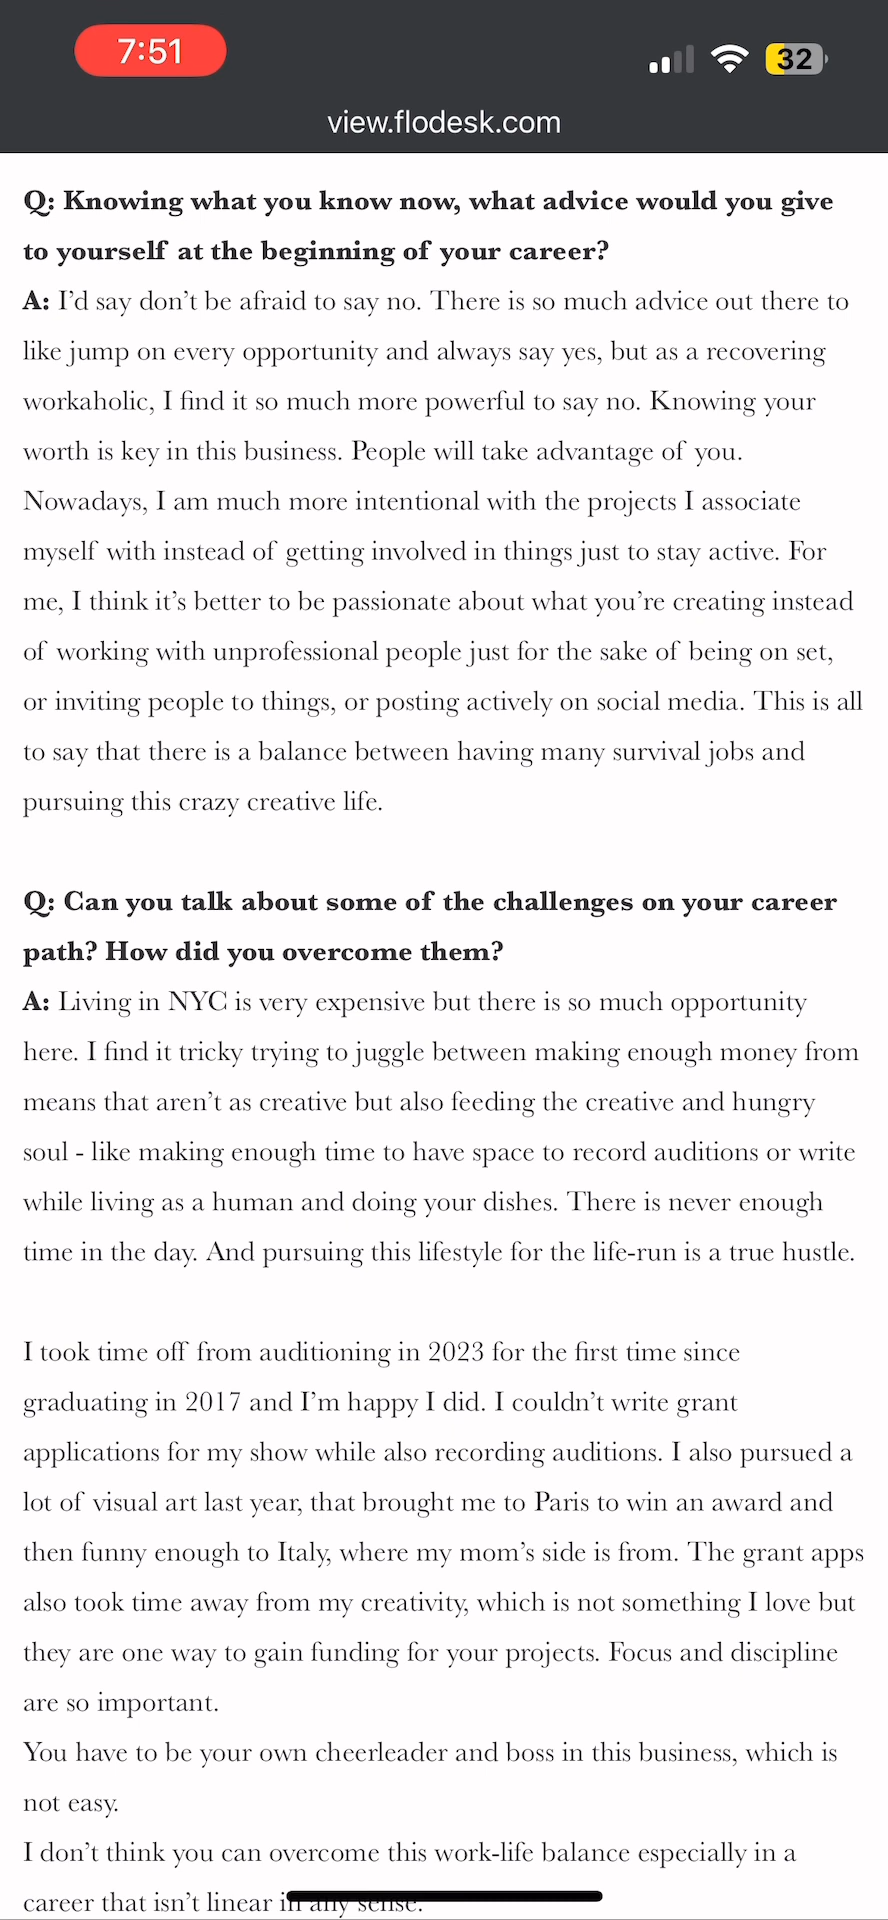 7:51
32
view.flodesk.com
Q: Knowing what you know now, what advice would you give
to yourself at the beginning of your career?
A: I’d say don’t be afraid to say no. There is so much advice out there to
like jump on every opportunity and always say yes, but as a recovering
workaholic, I find it so much more powerful to say no. Knowing your
worth is key in this business. People will take advantage of you.
Nowadays, I am much more intentional with the projects I associate
myself with instead of getting involved in things just to stay active. For
me, I think it’s better to be passionate about what you’re creating instead
of working with unprofessional people just for the sake of being on set,
or inviting people to things, or posting actively on social media. This is all
to say that there is a balance between having many survival jobs and
pursuing this crazy creative life.
Q: Can you talk about some of the challenges on your career
path? How did you overcome them?
A: Living in NYC is very expensive but there is so much opportunity
here. I find it tricky trying to juggle between making enough money from
means that aren’t as creative but also feeding the creative and hungry
soul - like making enough time to have space to record auditions or write
while living as a human and doing your dishes. There is never enough
time in the day. And pursuing this lifestyle for the life-run is a true hustle.
I took time off from auditioning in 2023 for the first time since
graduating in 2017 and I’m happy I did. I couldn’t write grant
applications for my show while also recording auditions. I also pursued a
lot of visual art last year, that brought me to Paris to win an award and
then funny enough to Italy, where my mom’s side is from. The grant apps
also took time away from my creativity, which is not something I love but
they are one way to gain funding for your projects. Focus and discipline
are so important.
You have to be your own cheerleader and boss in this business, which is
not easy.
I don’t think you can overcome this work-life balance especially in a
career that isn’t linear in any sense.